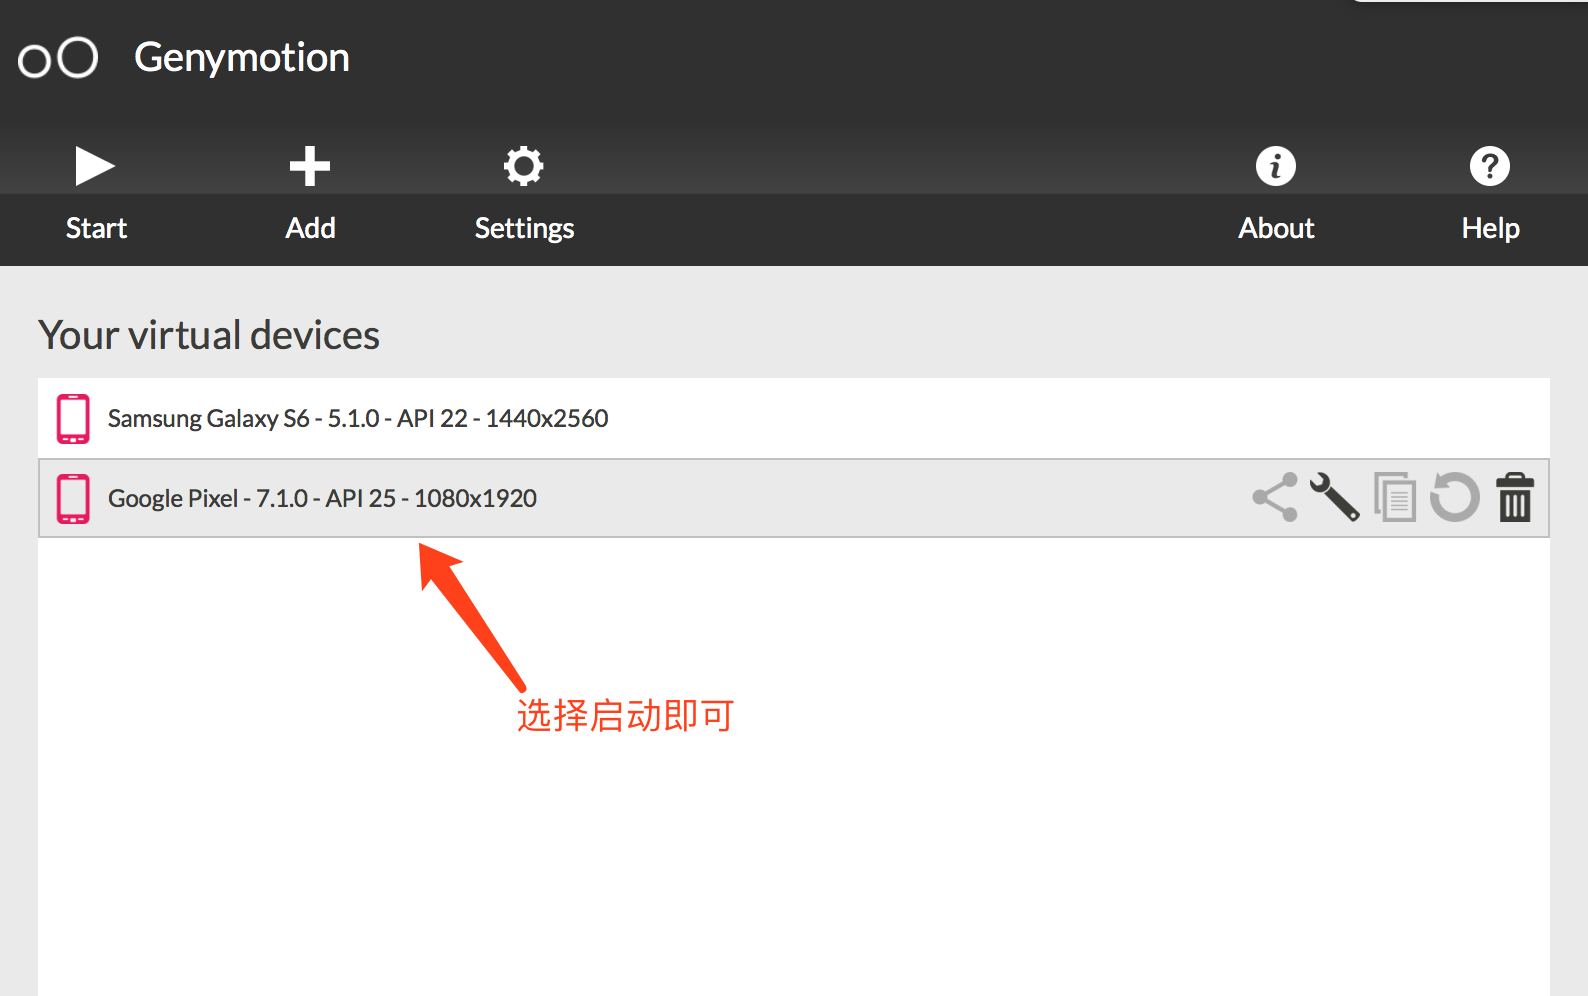 Genymotion
Start
Add
Settings
About
Help
Your virtual devices
Samsung Galaxy S6 - 5.1.0 - API 22 - 1440x2560
Google Pixel - 7.1.0 - API 25 - 1080x1920
选择启动即可